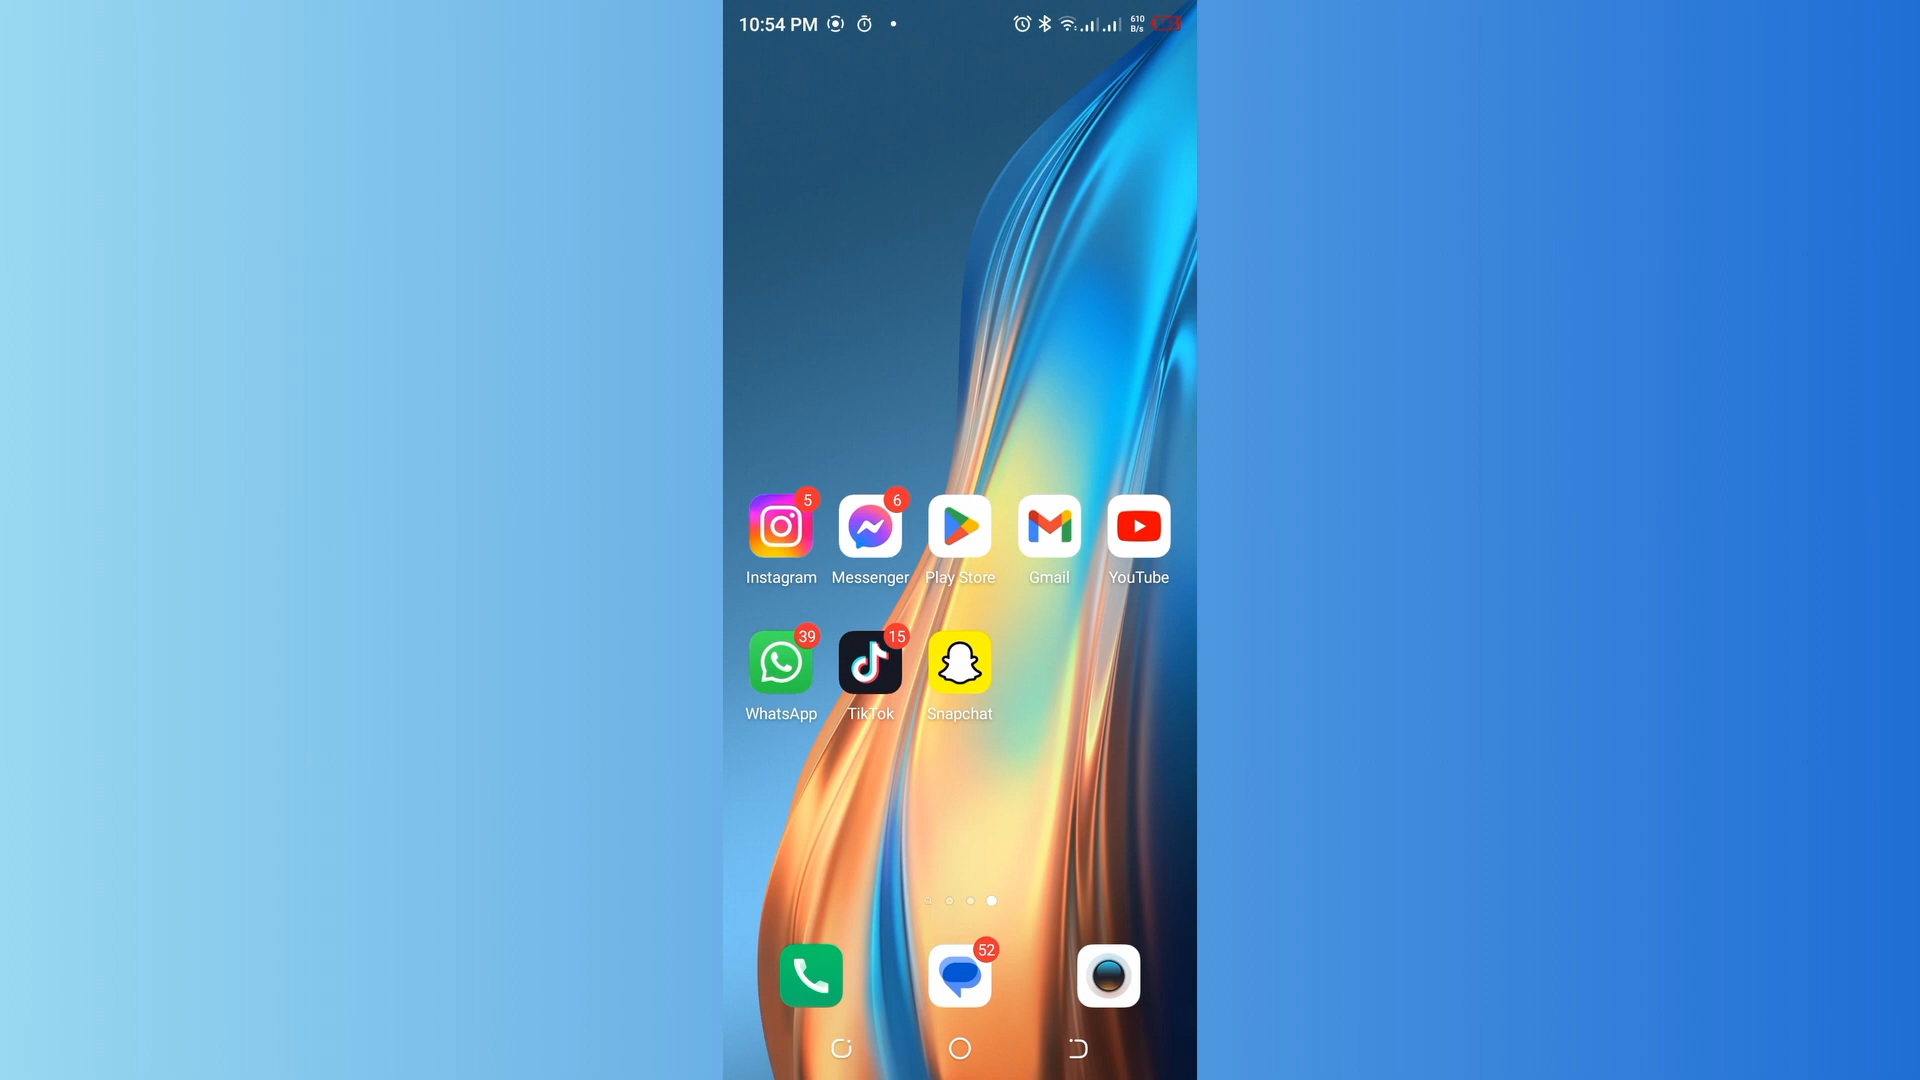 10:54 PM
610
B/s
5
6
Instagram
Messenger
Play Store
Gmail
YouTube
39
15
WhatsApp
TikTok
Snapchat
52